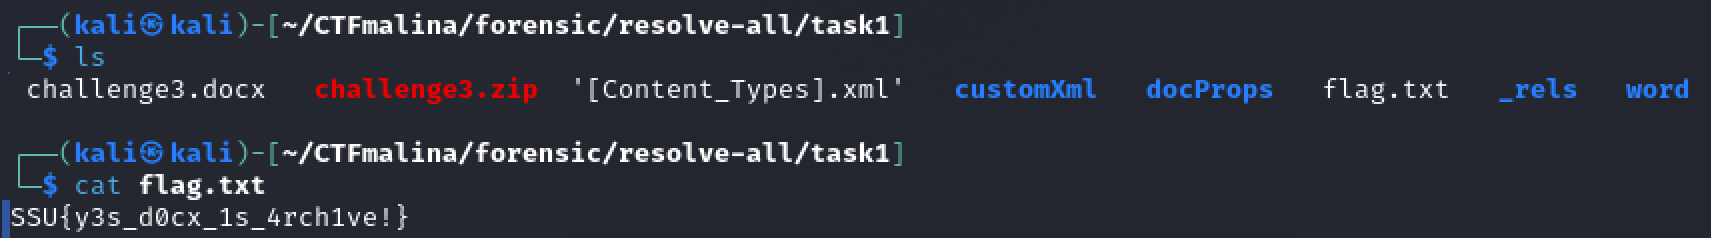 ┌──(kali㉿kali)-[~/CTFmalina/forensic/resolve-all/task1]
└─$ ls
challenge3.docx challenge3.zip '[Content_Types].xml' customXml docProps flag.txt _rels word
┌──(kali㉿kali)-[~/CTFmalina/forensic/resolve-all/task1]
└─$ cat flag.txt
SSU{y3s_d0cx_1s_4rch1ve!}